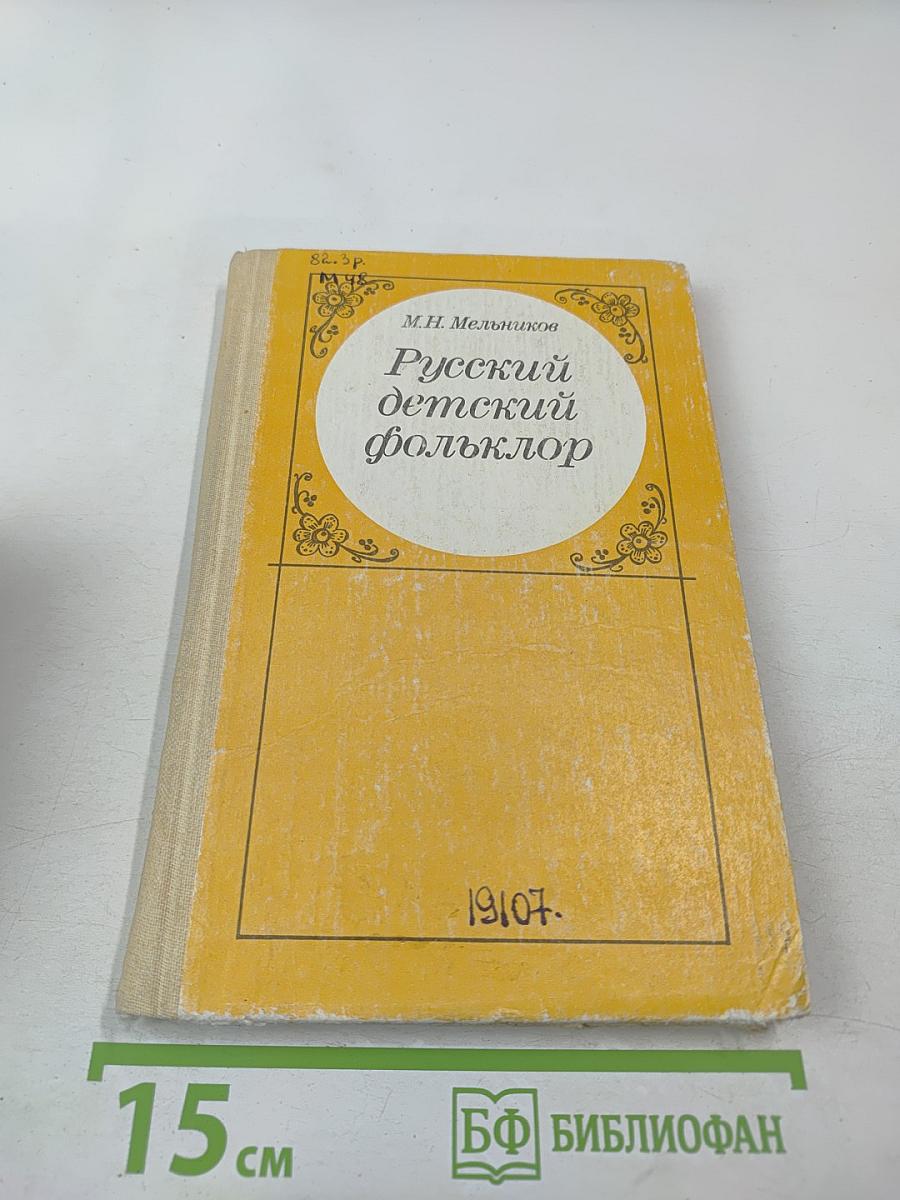 82.3р.
М48
М.Н. Мельников
Русский
детский
фольклор
19107.
15 см
БФ БИБЛИОФАН